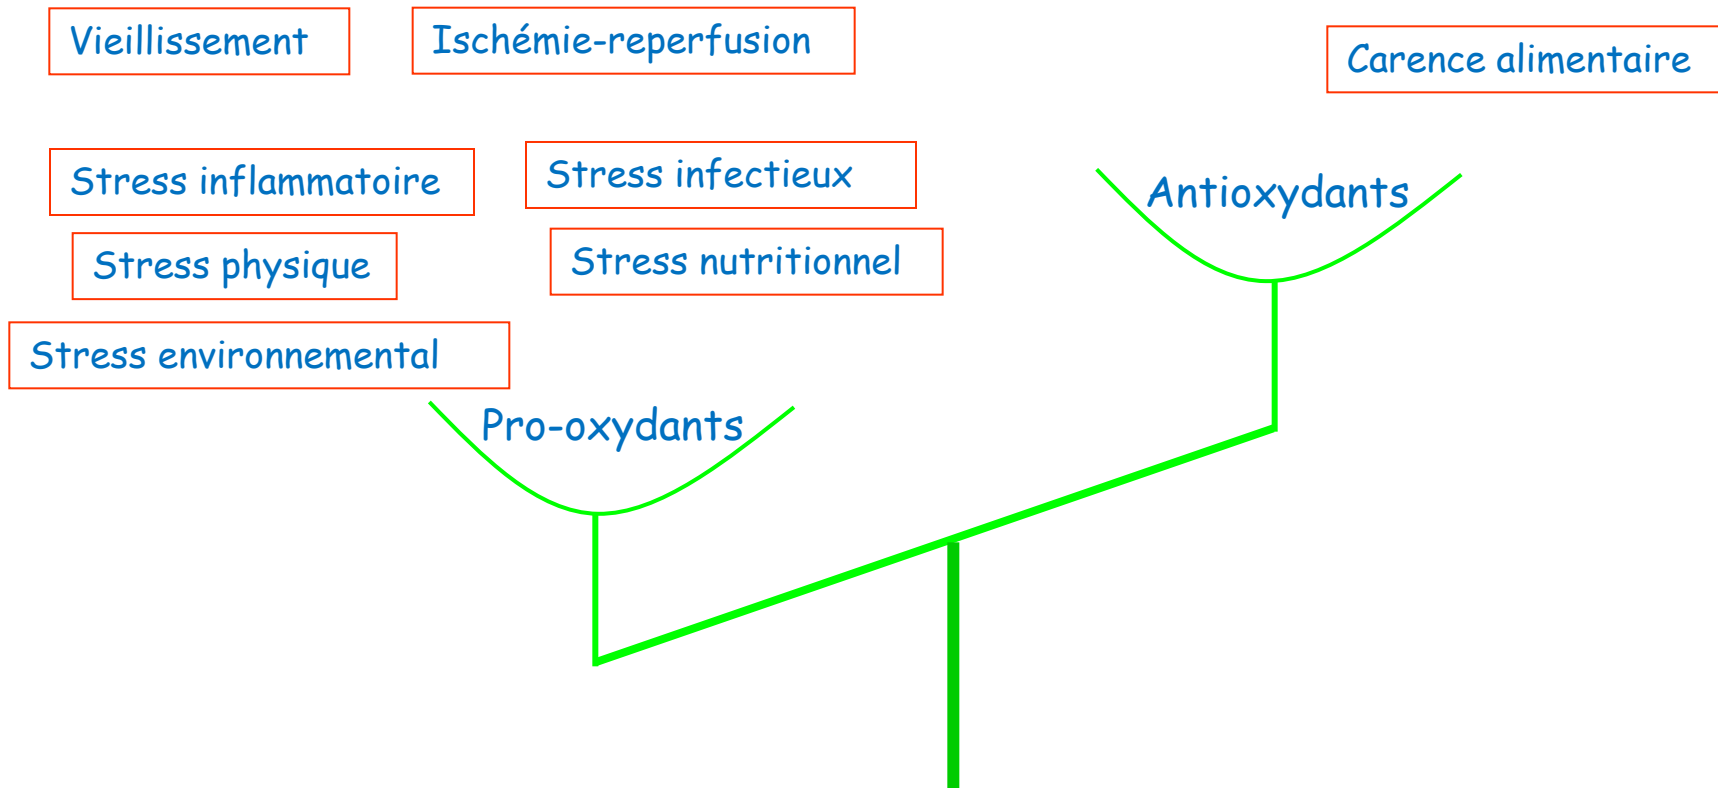 Vieillissement
Ischémie-reperfusion
Carence alimentaire
Stress inflammatoire
Stress infectieux
Antioxydants
Stress physique
Stress nutritionnel
Stress environnemental
Pro-oxydants